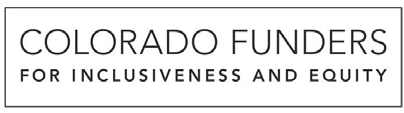 COLORADO FUNDERS
FOR INCLUSIVENESS AND EQUITY